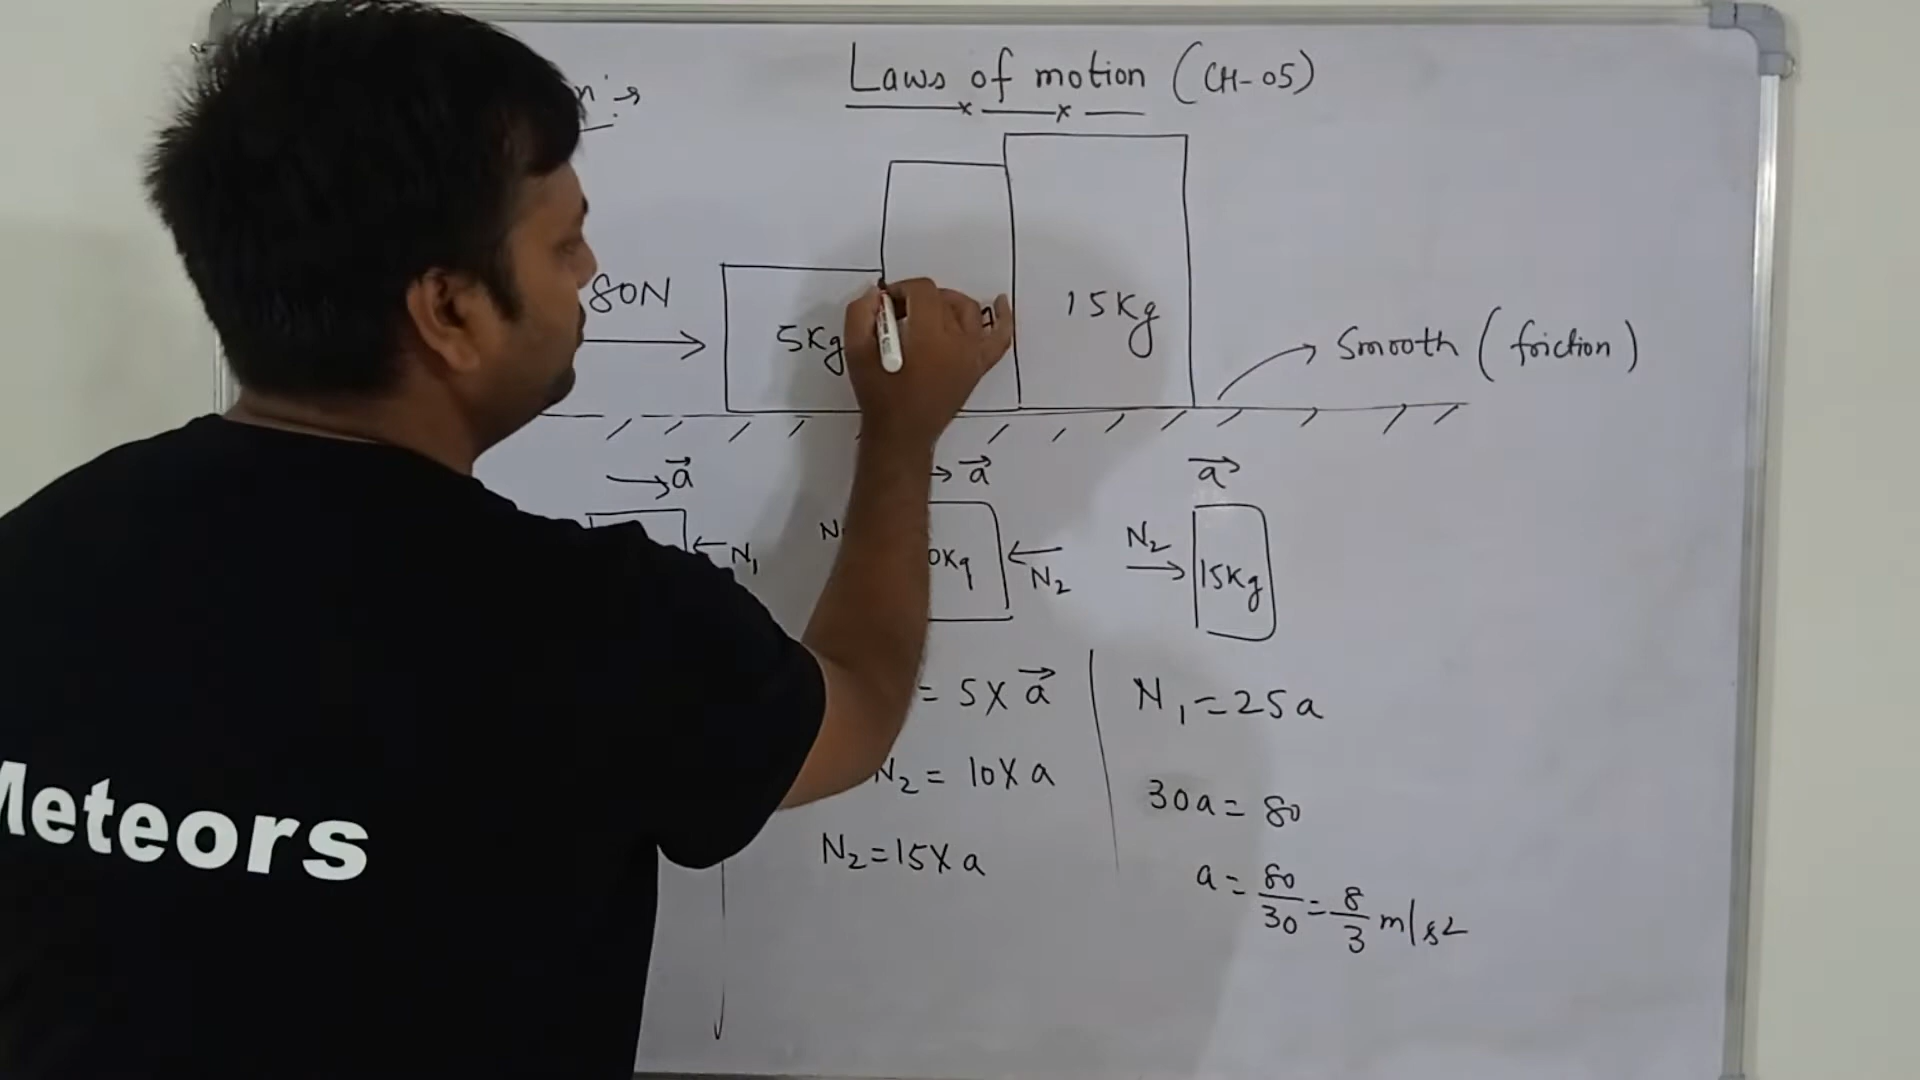 Laws of motion (CH-05)
80N
5Kg
15Kg
Smooth (friction)
a
a
a
N1
N2
N2
15Kg
= 5 X a
N1 = 25a
N2 = 10 X a
30a = 80
N2 = 15 X a
a = 80/30 = 8/3 m/s2
Meteors